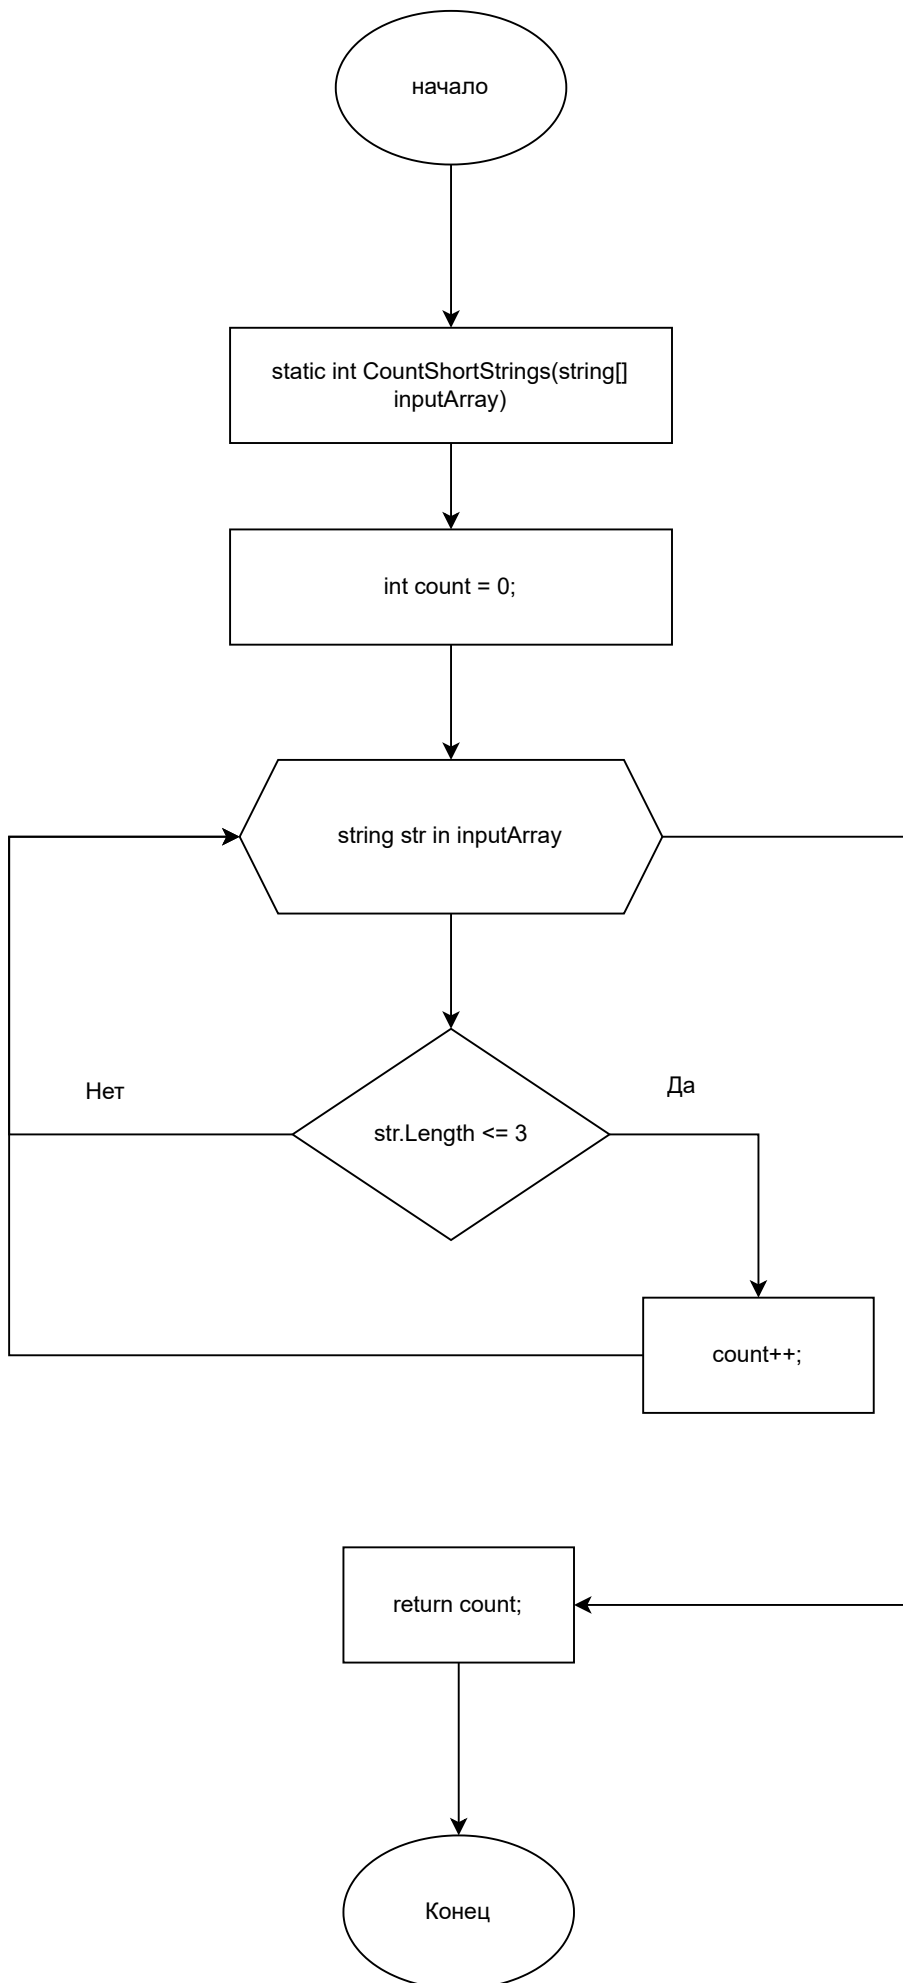 начало
static int CountShortStrings(string[]
inputArray)
int count = 0;
string str in inputArray
Нет
Да
str.Length <= 3
count++;
return count;
Конец